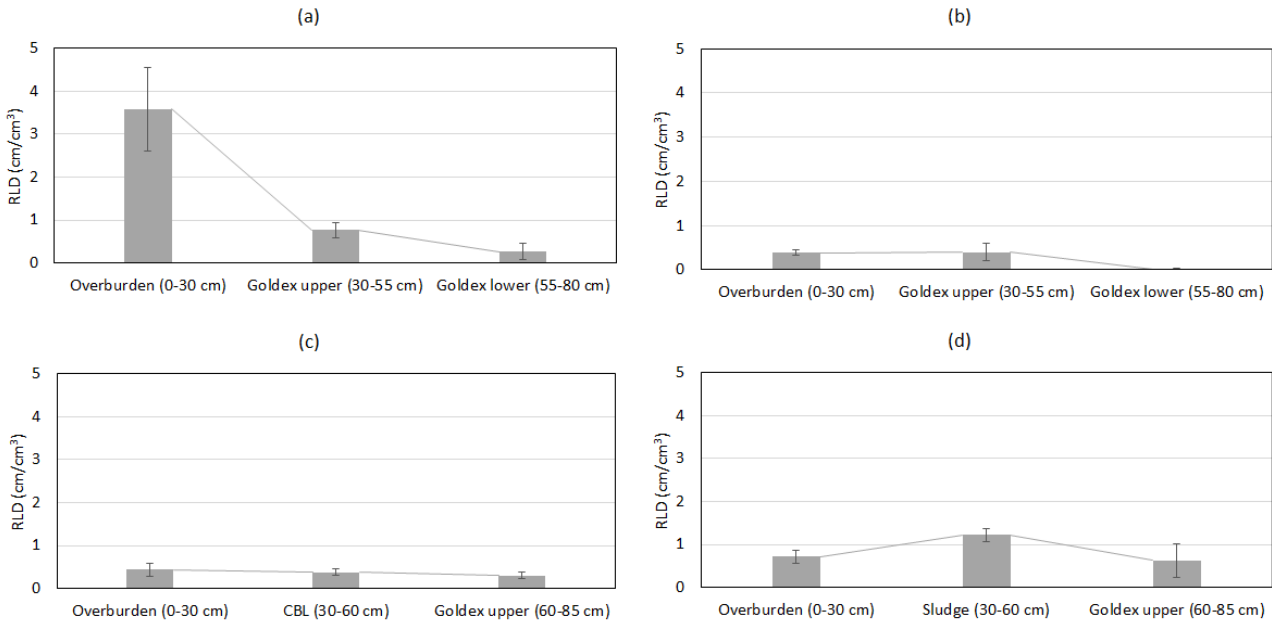 (a)
5
4
3
2
1
0
RLD (cm/cm³)
Overburden (0-30 cm) Goldex upper (30-55 cm) Goldex lower (55-80 cm)
(b)
5
4
3
2
1
0
RLD (cm/cm³)
Overburden (0-30 cm) Goldex upper (30-55 cm) Goldex lower (55-80 cm)
(c)
5
4
3
2
1
0
RLD (cm/cm³)
Overburden (0-30 cm) CBL (30-60 cm) Goldex upper (60-85 cm)
(d)
5
4
3
2
1
0
RLD (cm/cm³)
Overburden (0-30 cm) Sludge (30-60 cm) Goldex upper (60-85 cm)